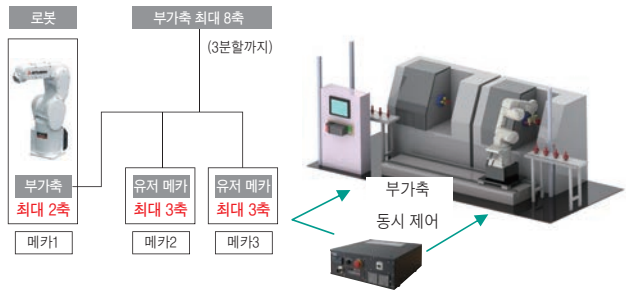 로봇
부가축 최대 8축
(3분할까지)
부가축
최대 2축
메카1
유저 메카
최대 3축
메카2
유저 메카
최대 3축
메카3
부가축
동시 제어